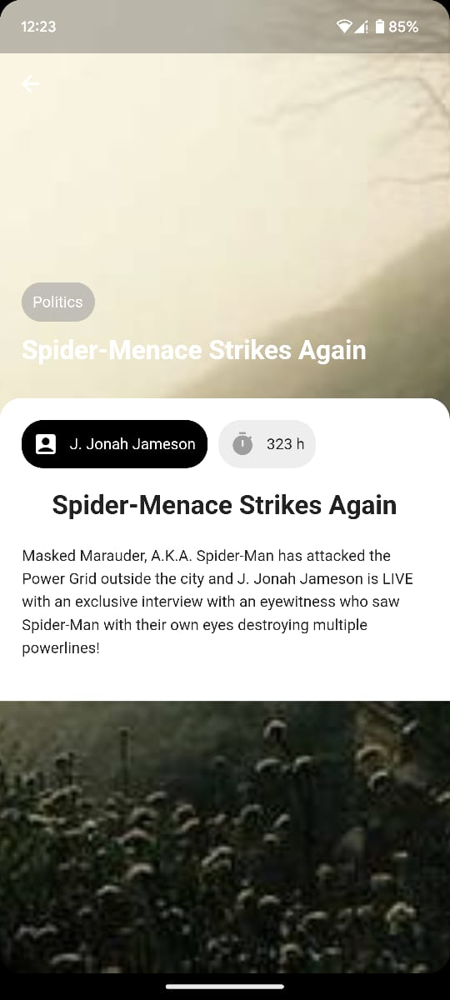 12:23
85%
Politics
Spider-Menace Strikes Again
J. Jonah Jameson
323 h
Spider-Menace Strikes Again
Masked Marauder, A.K.A. Spider-Man has attacked the
Power Grid outside the city and J. Jonah Jameson is LIVE
with an exclusive interview with an eyewitness who saw
Spider-Man with their own eyes destroying multiple
powerlines!